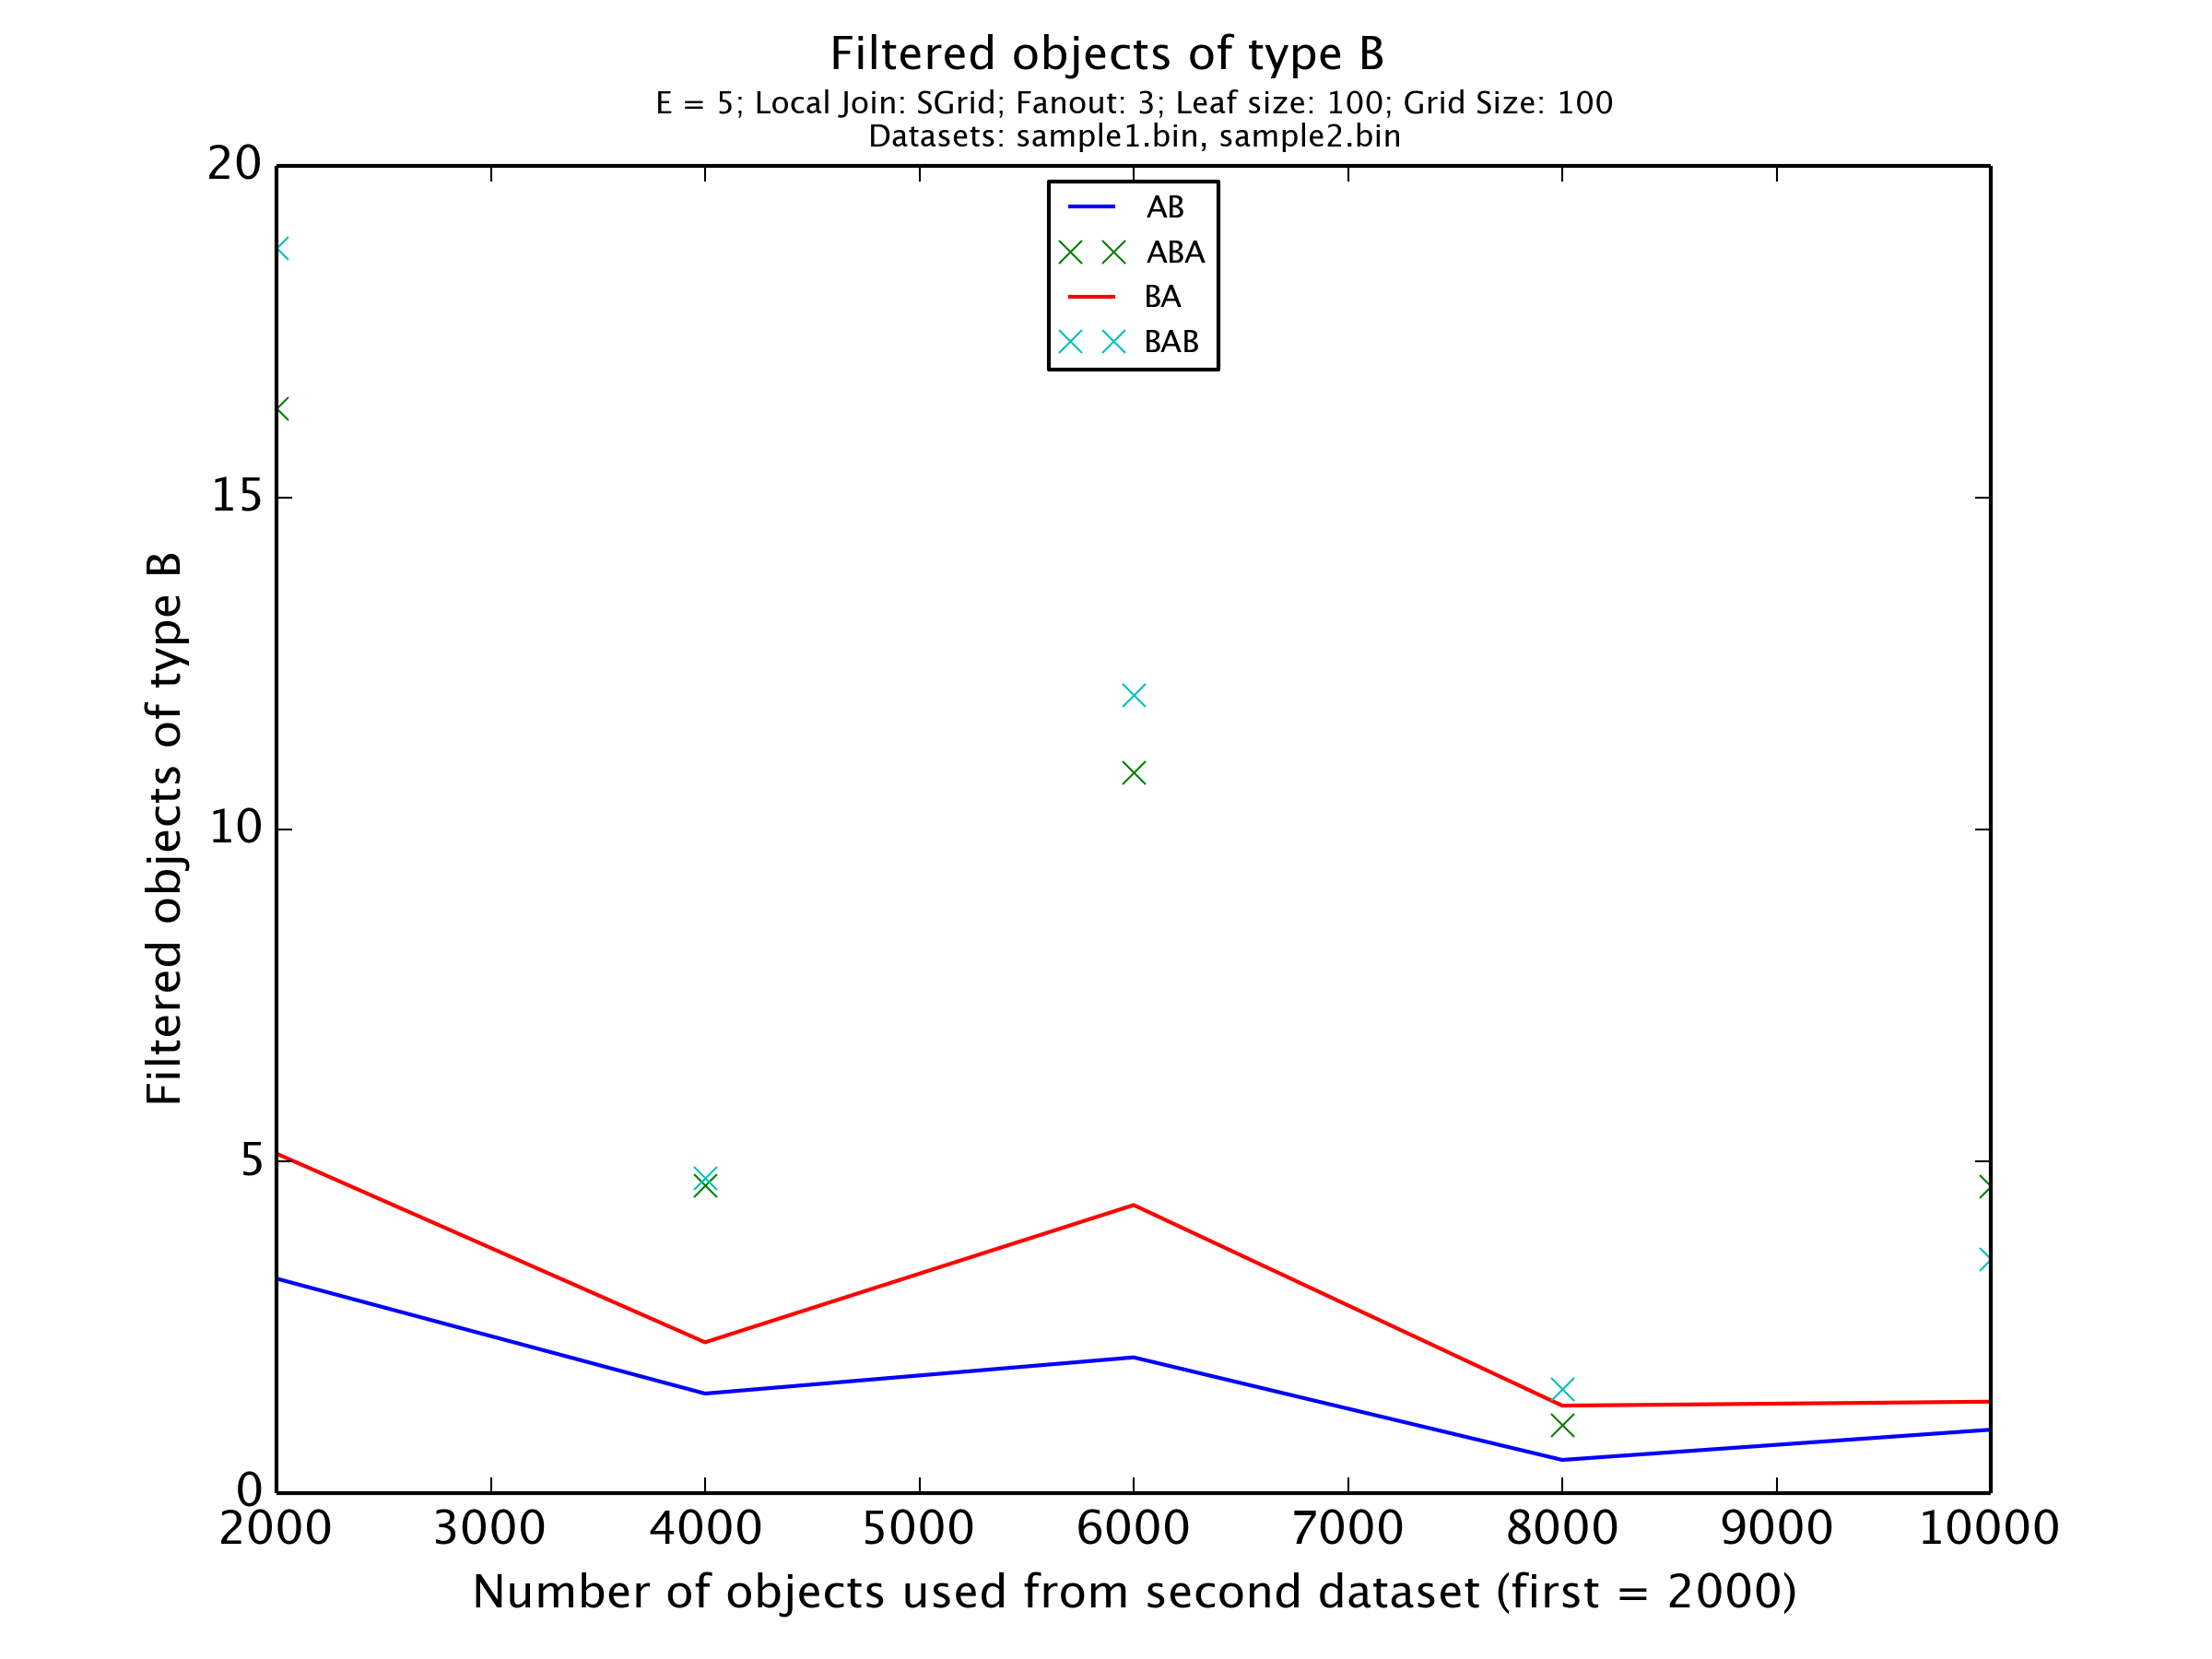 Filtered objects of type B
E = 5; Local Join: SGrid; Fanout: 3; Leaf size: 100; Grid Size: 100
Datasets: sample1.bin, sample2.bin
AB
ABA
BA
BAB
Filtered objects of type B
20
15
10
5
0
2000 3000 4000 5000 6000 7000 8000 9000 10000
Number of objects used from second dataset (first = 2000)